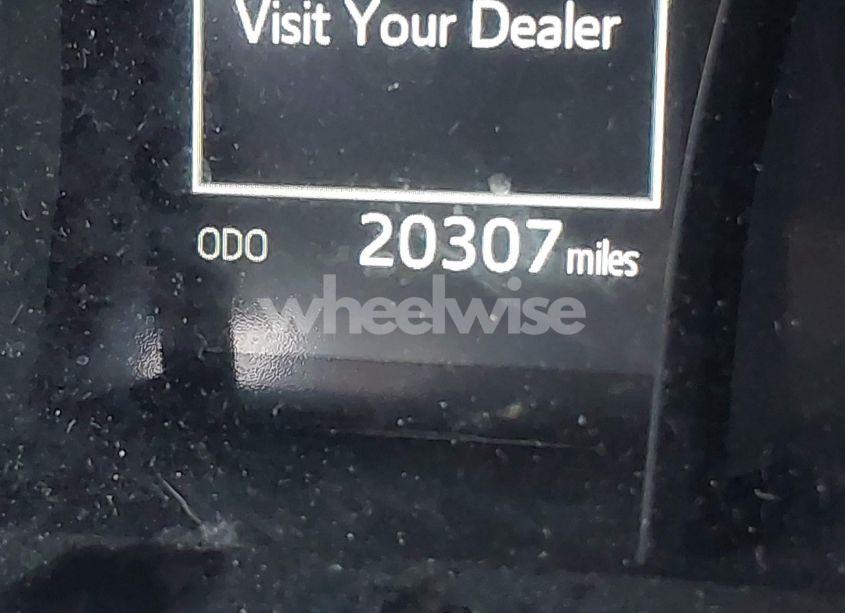 Visit Your Dealer
ODO 20307 miles
wheelwise